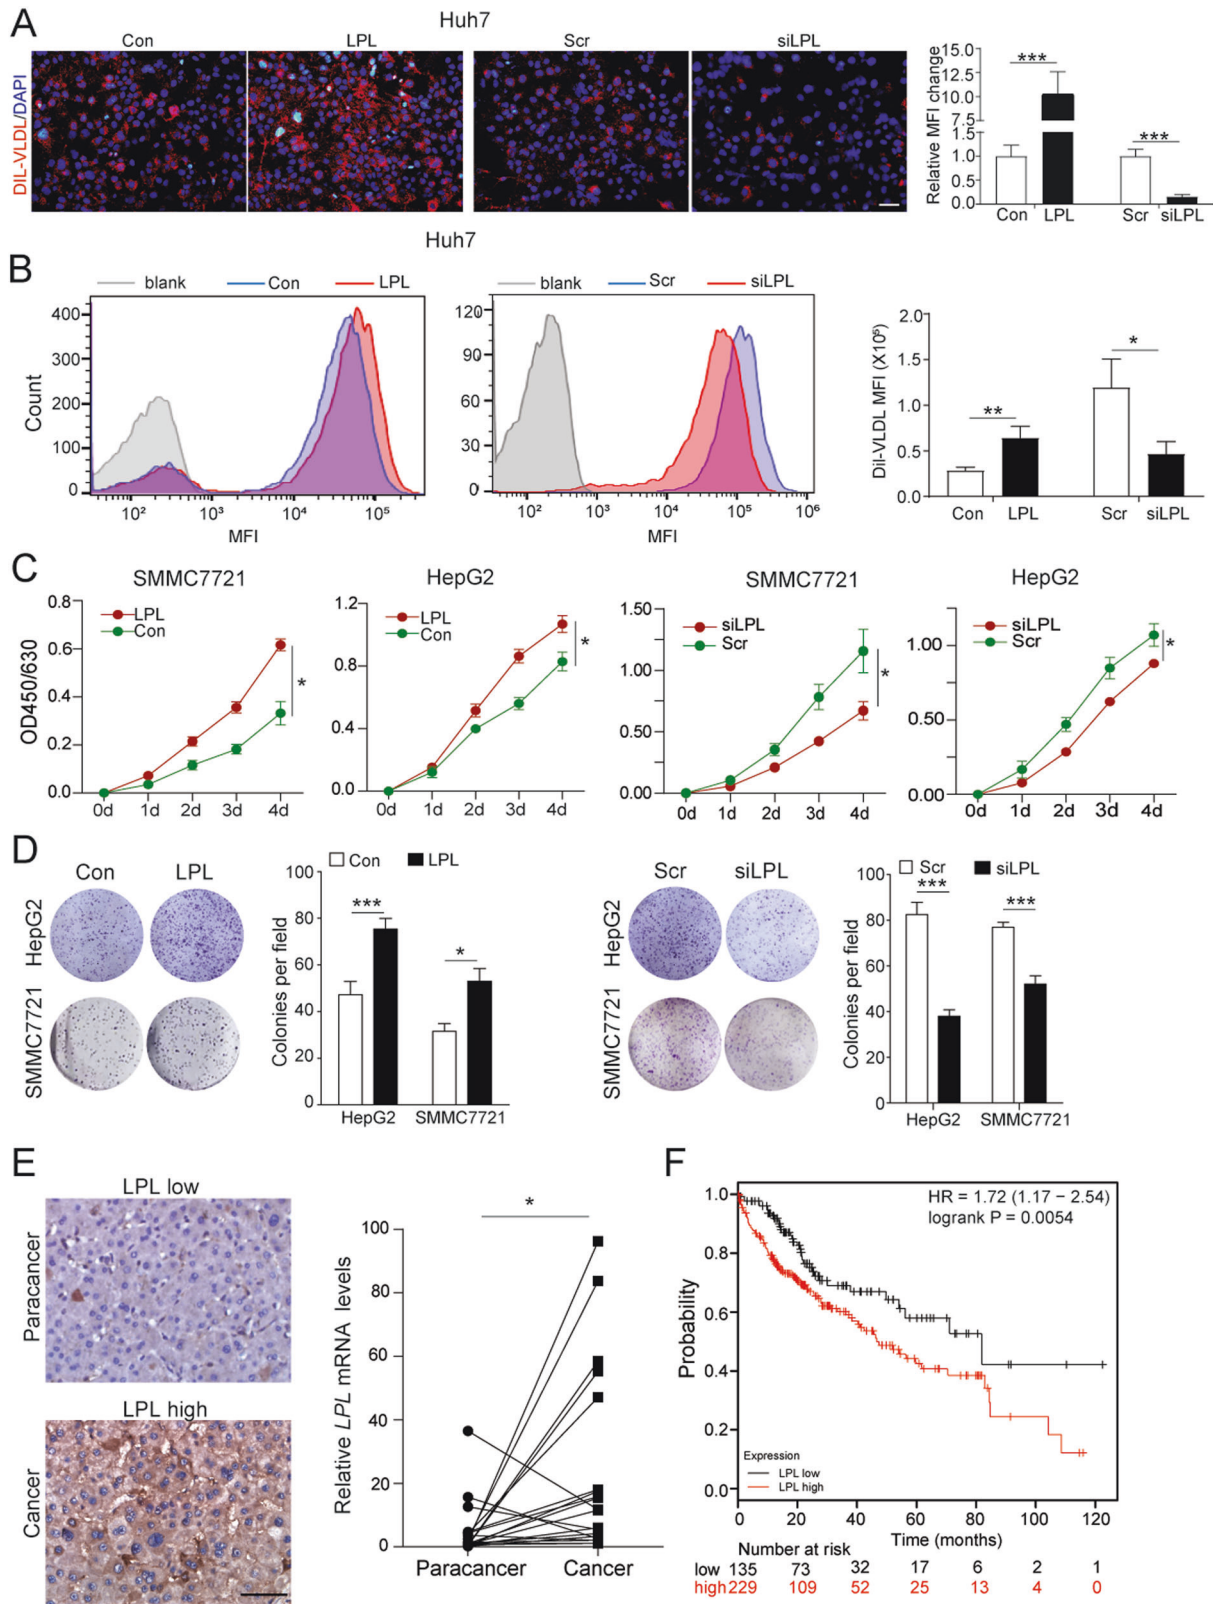 A
Huh7
Con
LPL
Scr
siLPL
DIL-VLDL/DAPI
Relative MFI change
15.0
12.5
10.0
7.5
1.5
1.0
0.5
0.0
***
***
Con LPL Scr siLPL
Huh7
B
blank Con LPL
Count
400
300
200
100
0
10² 10³ 10⁴ 10⁵
MFI
blank Scr siLPL
120
90
60
30
0
10² 10³ 10⁴ 10⁵ 10⁶
MFI
Dil-VLDL MFI (X10⁵)
2.0
1.5
1.0
0.5
0.0
**
*
Con LPL Scr siLPL
C
SMMC7721
OD450/630
0.8
0.6
0.4
0.2
0.0
LPL
Con
*
0d 1d 2d 3d 4d
HepG2
1.2
0.8
0.4
0.0
LPL
Con
*
0d 1d 2d 3d 4d
SMMC7721
1.50
1.00
0.50
0.00
siLPL
Scr
*
0d 1d 2d 3d 4d
HepG2
1.00
0.50
0.00
siLPL
Scr
*
0d 1d 2d 3d 4d
D
Con LPL
HepG2
SMMC7721
Con LPL
Colonies per field
100
80
60
40
20
0
***
*
HepG2 SMMC7721
Scr siLPL
HepG2
SMMC7721
Scr siLPL
Colonies per field
100
80
60
40
20
0
***
***
HepG2 SMMC7721
E
LPL low
Paracancer
LPL high
Cancer
Relative LPL mRNA levels
100
80
60
40
20
0
*
Paracancer Cancer
F
HR = 1.72 (1.17 − 2.54)
logrank P = 0.0054
Probability
1.0
0.8
0.6
0.4
0.2
0.0
Expression
LPL low
LPL high
0 20 40 60 80 100 120
Time (months)
Number at risk
low 135 73 32 17 6 2 1
high 229 109 52 25 13 4 0